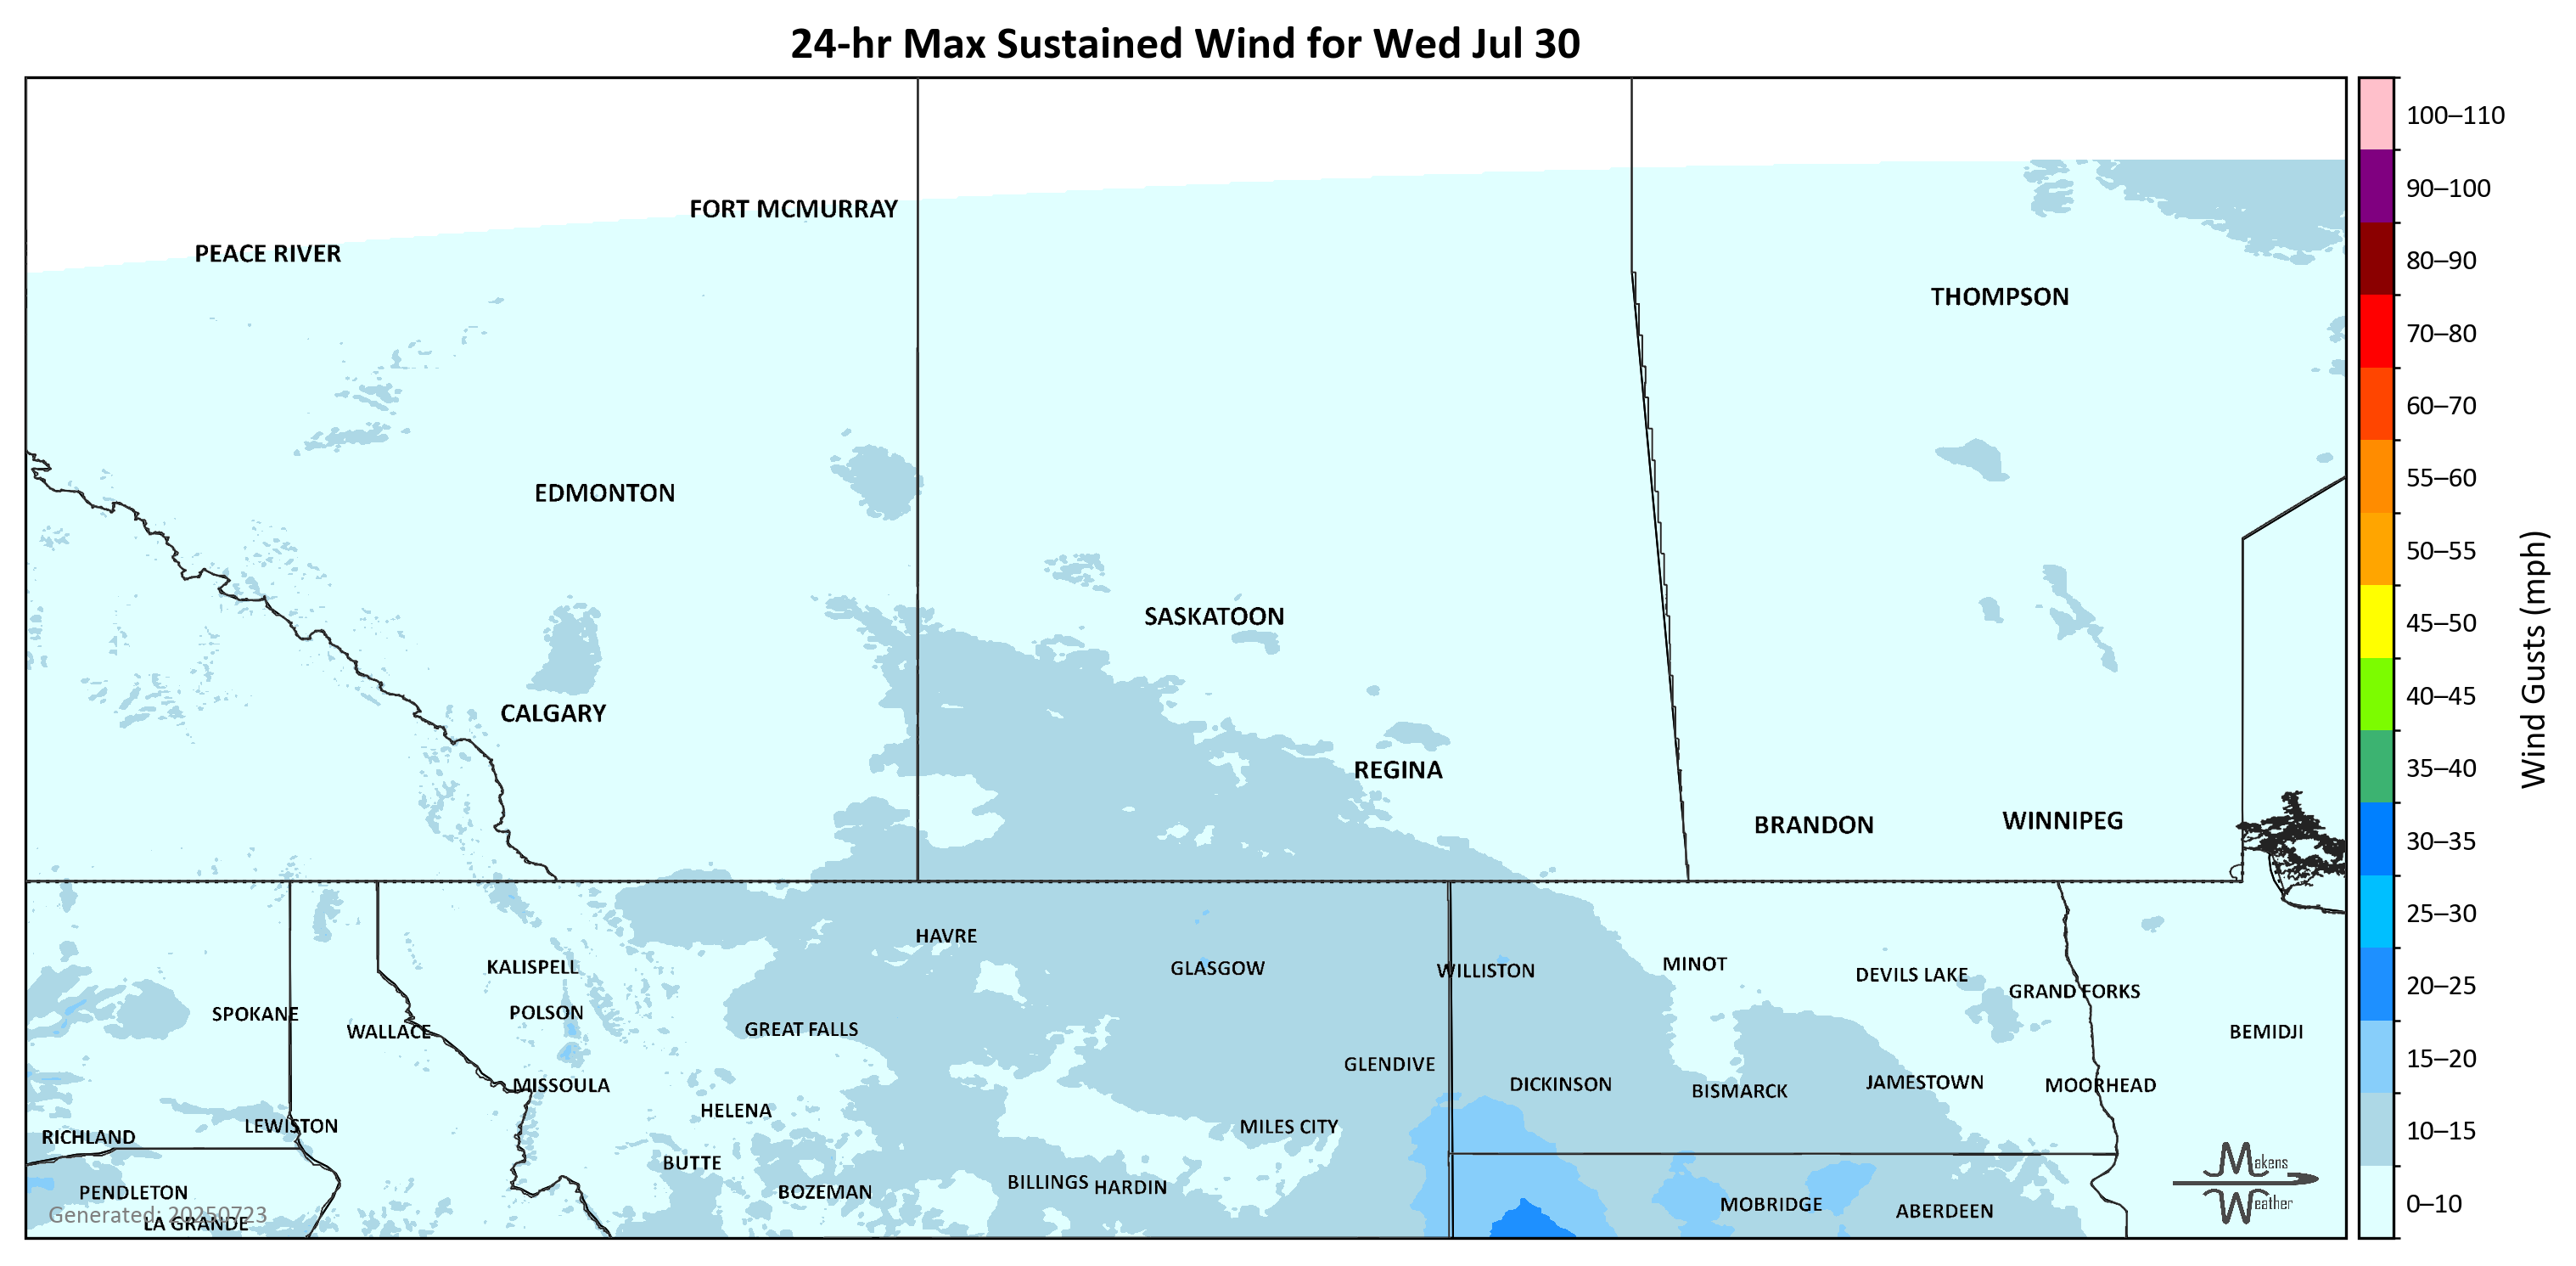 24-hr Max Sustained Wind for Wed Jul 30
FORT MCMURRAY
PEACE RIVER
THOMPSON
EDMONTON
SASKATOON
CALGARY
REGINA
BRANDON
WINNIPEG
HAVRE
KALISPELL
GLASGOW
WILLISTON
MINOT
DEVILS LAKE
GRAND FORKS
SPOKANE
POLSON
WALLACE
GREAT FALLS
BEMIDJI
GLENDIVE
MISSOULA
DICKINSON
BISMARCK
JAMESTOWN
MOORHEAD
HELENA
LEWISTON
MILES CITY
RICHLAND
BUTTE
BILLINGS
HARDIN
PENDLETON
BOZEMAN
MOBRIDGE
ABERDEEN
LA GRANDE
Generated: 20250723
Makens
Weather
100–110
90–100
80–90
70–80
60–70
55–60
50–55
45–50
40–45
35–40
30–35
25–30
20–25
15–20
10–15
0–10
Wind Gusts (mph)